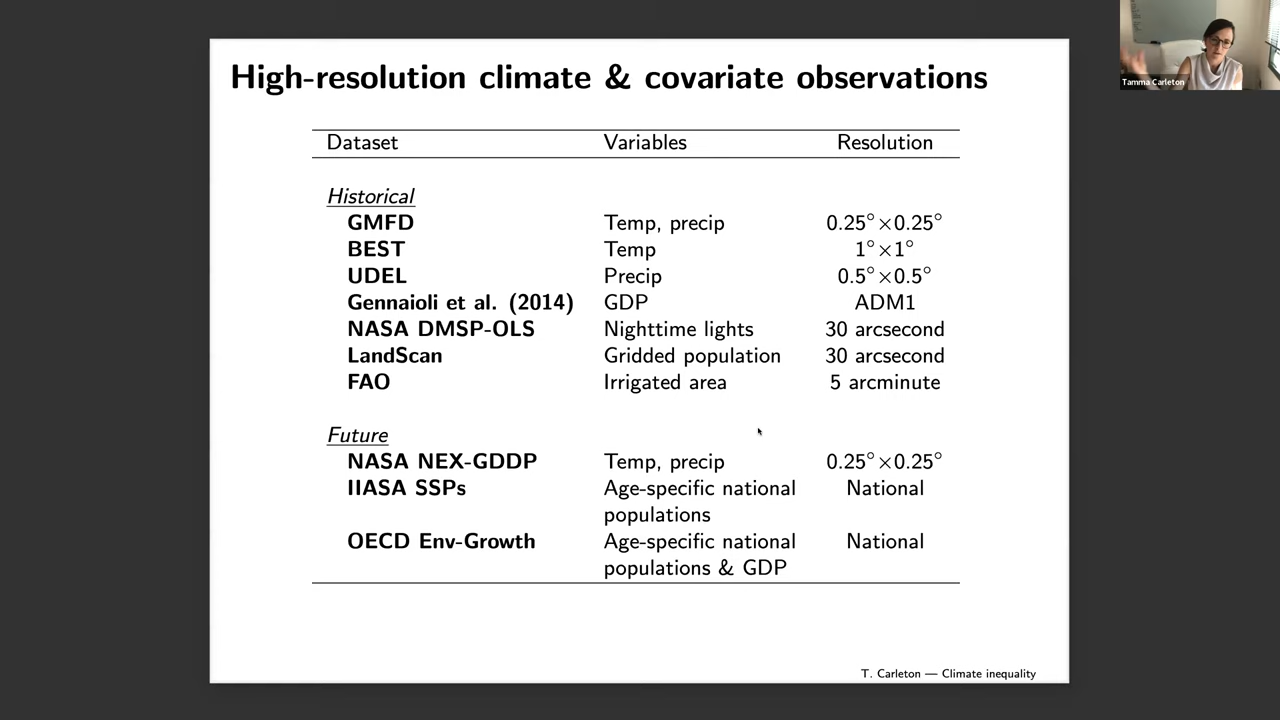 High-resolution climate & covariate observations
Tamma Carleton
Dataset Variables Resolution
Historical
GMFD Temp, precip 0.25°×0.25°
BEST Temp 1°×1°
UDEL Precip 0.5°×0.5°
Gennaioli et al. (2014) GDP ADM1
NASA DMSP-OLS Nighttime lights 30 arcsecond
LandScan Gridded population 30 arcsecond
FAO Irrigated area 5 arcminute
Future
NASA NEX-GDDP Temp, precip 0.25°×0.25°
IIASA SSPs Age-specific national National
populations
OECD Env-Growth Age-specific national National
populations & GDP
T. Carleton — Climate inequality